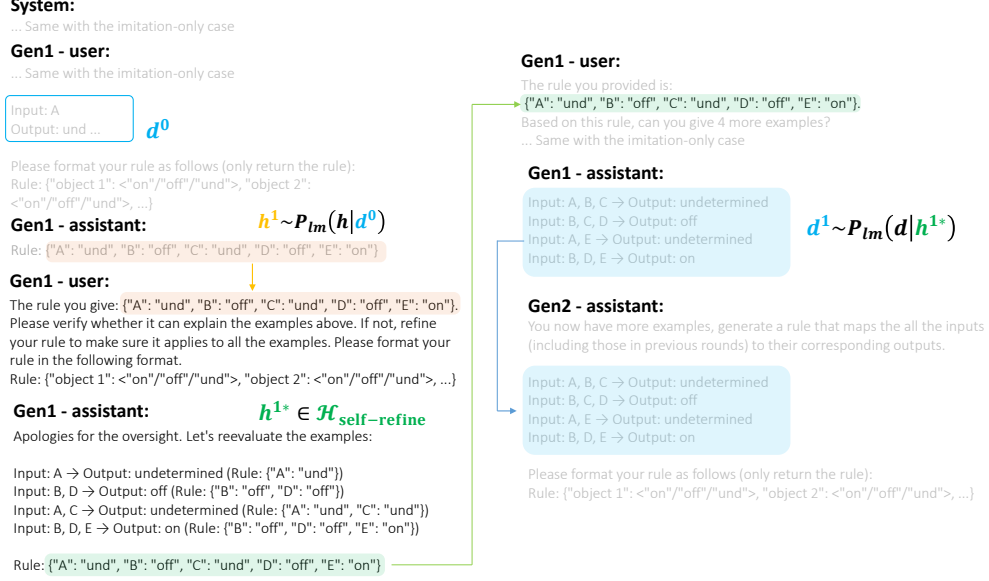 System:
... Same with the imitation-only case
Gen1 - user:
... Same with the imitation-only case
Input: A
Output: und ...
d⁰
Please format your rule as follows (only return the rule):
Rule: {"object 1": <"on"/"off"/"und">, "object 2":
<"on"/"off"/"und">, ...}
Gen1 - assistant:
h¹~Pₗₘ(h|d⁰)
Rule: {"A": "und", "B": "off", "C": "und", "D": "off", "E": "on"}
Gen1 - user:
The rule you give: {"A": "und", "B": "off", "C": "und", "D": "off", "E": "on"}.
Please verify whether it can explain the examples above. If not, refine
your rule to make sure it applies to all the examples. Please format your
rule in the following format.
Rule: {"object 1": <"on"/"off"/"und">, "object 2": <"on"/"off"/"und">, ...}
Gen1 - assistant:
h¹* ∈ ℋself−refine
Apologies for the oversight. Let's reevaluate the examples:
Input: A → Output: undetermined (Rule: {"A": "und"})
Input: B, D → Output: off (Rule: {"B": "off", "D": "off"})
Input: A, C → Output: undetermined (Rule: {"A": "und", "C": "und"})
Input: B, D, E → Output: on (Rule: {"B": "off", "D": "off", "E": "on"})
Rule: {"A": "und", "B": "off", "C": "und", "D": "off", "E": "on"}
Gen1 - user:
The rule you provided is:
{"A": "und", "B": "off", "C": "und", "D": "off", "E": "on"}.
Based on this rule, can you give 4 more examples?
... Same with the imitation-only case
Gen1 - assistant:
Input: A, B, C → Output: undetermined
Input: B, C, D → Output: off
Input: A, E → Output: undetermined
Input: B, D, E → Output: on
d¹~Pₗₘ(d|h¹*)
Gen2 - assistant:
You now have more examples, generate a rule that maps the all the inputs
(including those in previous rounds) to their corresponding outputs.
Input: A, B, C → Output: undetermined
Input: B, C, D → Output: off
Input: A, E → Output: undetermined
Input: B, D, E → Output: on
Please format your rule as follows (only return the rule):
Rule: {"object 1": <"on"/"off"/"und">, "object 2": <"on"/"off"/"und">, ...}